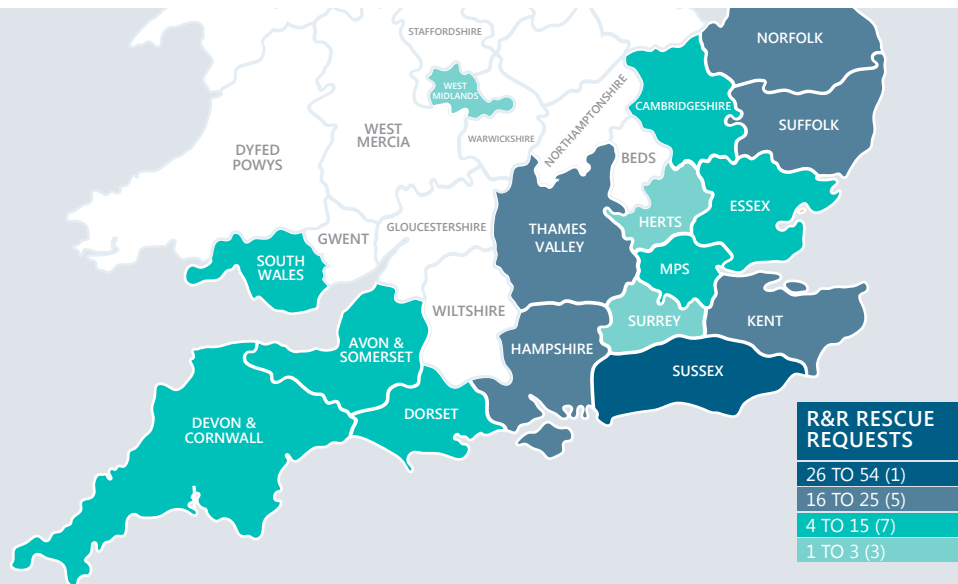 STAFFORDSHIRE
NORFOLK
WEST
MIDLANDS
CAMBRIDGESHIRE
SUFFOLK
WEST
MERCIA
WARWICKSHIRE
NORTHAMPTONSHIRE
DYFED
POWYS
BEDS
ESSEX
HERTS
GWENT
GLOUCESTERSHIRE
THAMES
VALLEY
SOUTH
WALES
MPS
WILTSHIRE
SURREY
KENT
AVON &
SOMERSET
HAMPSHIRE
SUSSEX
DORSET
DEVON &
CORNWALL
R&R RESCUE
REQUESTS
26 TO 54 (1)
16 TO 25 (5)
4 TO 15 (7)
1 TO 3 (3)